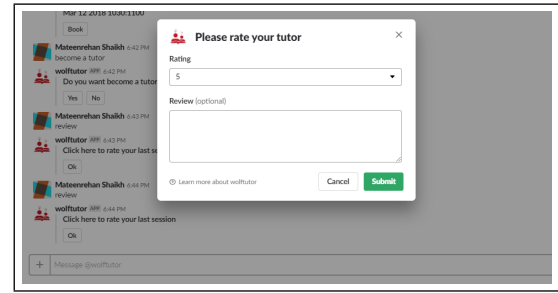 Mar 12 2018 1030:1100
Book
Mateenrehan Shaikh 6:42 PM
become a tutor
wolftutor APP 6:42 PM
Do you want become a tutor
Yes No
Mateenrehan Shaikh 6:43 PM
review
wolftutor APP 6:43 PM
Click here to rate your last se
Ok
Mateenrehan Shaikh 6:44 PM
review
wolftutor APP 6:44 PM
Click here to rate your last session
Ok
Message @wolftutor
Please rate your tutor
Rating
5
Review (optional)
Learn more about wolftutor
Cancel Submit